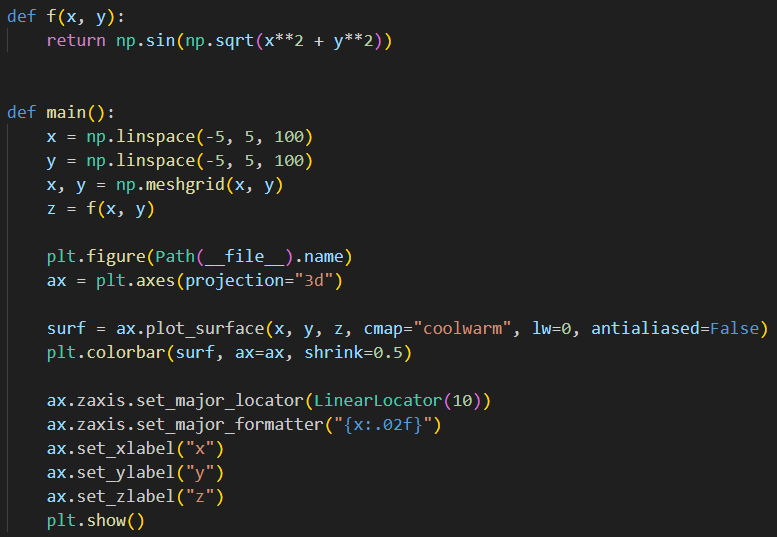 def f(x, y):
    return np.sin(np.sqrt(x**2 + y**2))
def main():
    x = np.linspace(-5, 5, 100)
    y = np.linspace(-5, 5, 100)
    x, y = np.meshgrid(x, y)
    z = f(x, y)
    plt.figure(Path(__file__).name)
    ax = plt.axes(projection="3d")
    surf = ax.plot_surface(x, y, z, cmap="coolwarm", lw=0, antialiased=False)
    plt.colorbar(surf, ax=ax, shrink=0.5)
    ax.zaxis.set_major_locator(LinearLocator(10))
    ax.zaxis.set_major_formatter("{x:.02f}")
    ax.set_xlabel("x")
    ax.set_ylabel("y")
    ax.set_zlabel("z")
    plt.show()